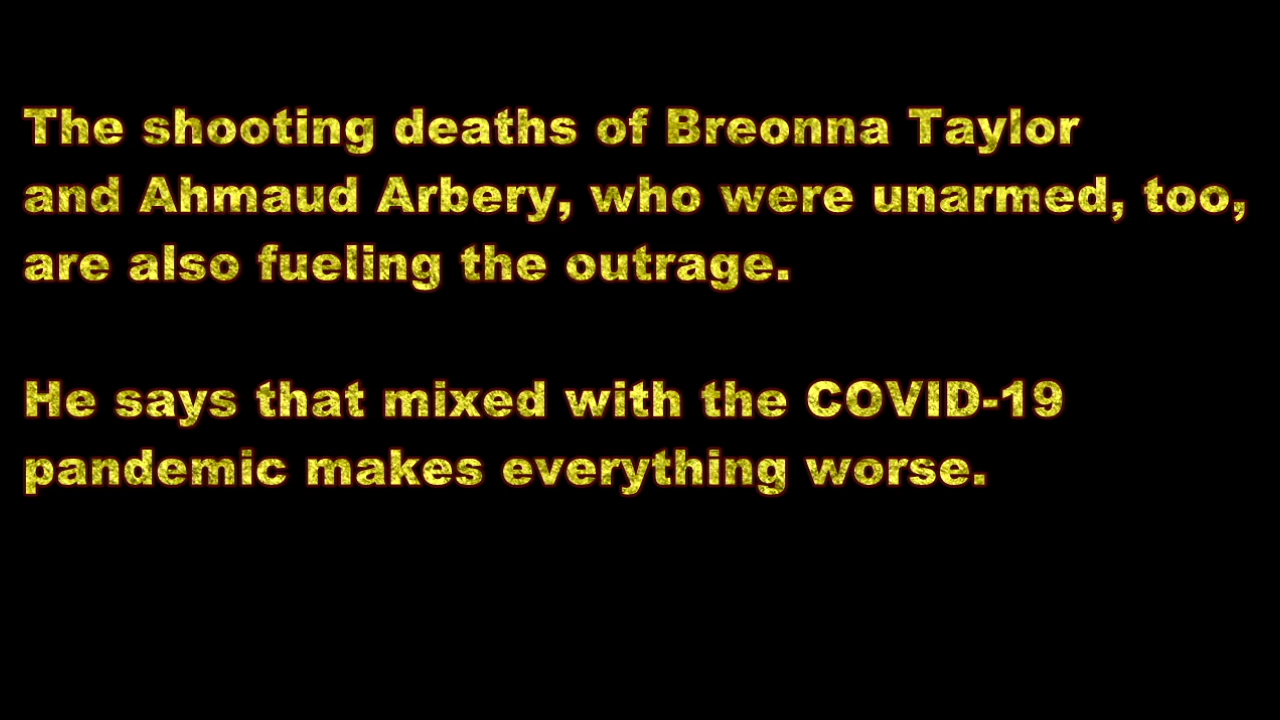 The shooting deaths of Breonna Taylor
and Ahmaud Arbery, who were unarmed, too,
are also fueling the outrage.
He says that mixed with the COVID-19
pandemic makes everything worse.